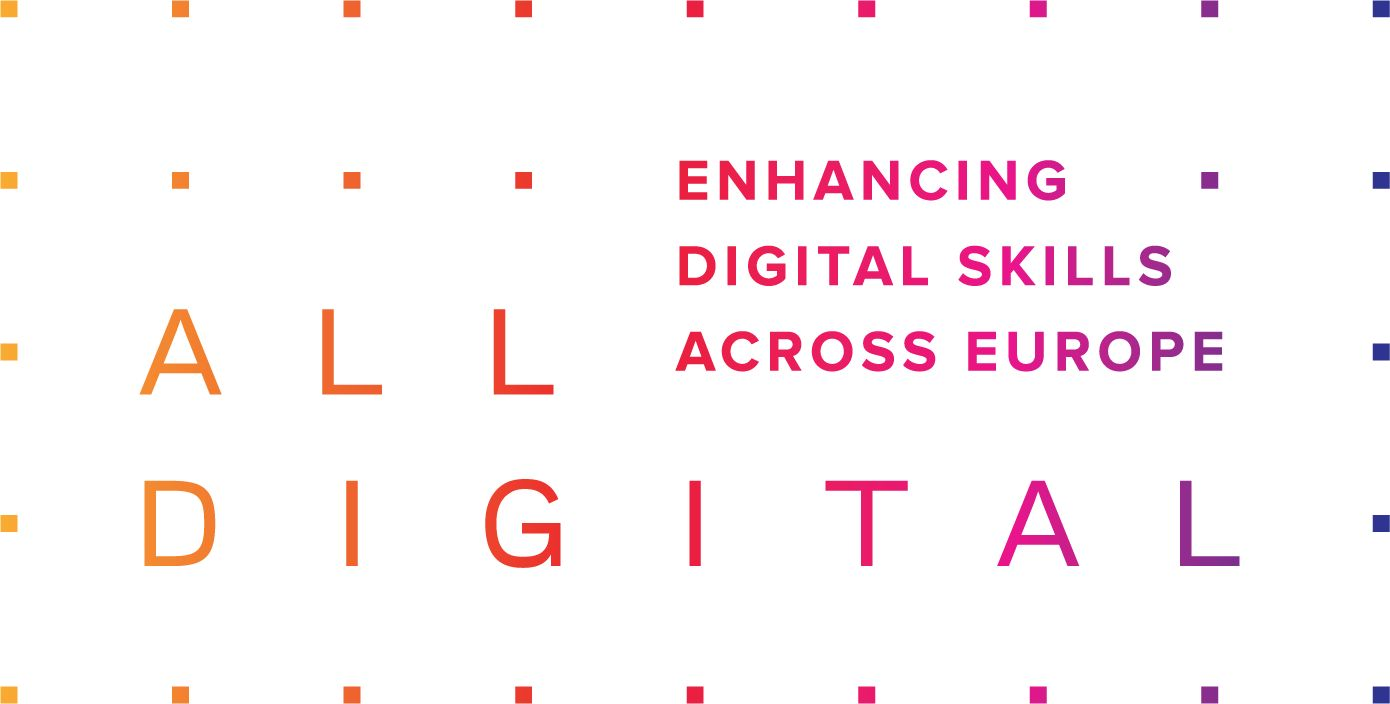 ENHANCING
DIGITAL SKILLS
ACROSS EUROPE
ALL
DIGITAL